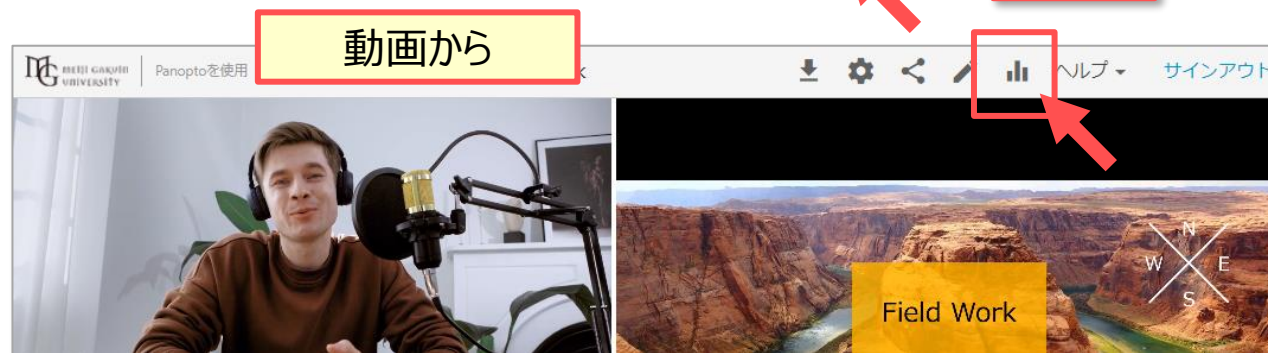 動画から
MEIJI GAKUIN
UNIVERSITY
Panoptoを使用
k
ヘルプ
サインアウト
N
W E
S
Field Work